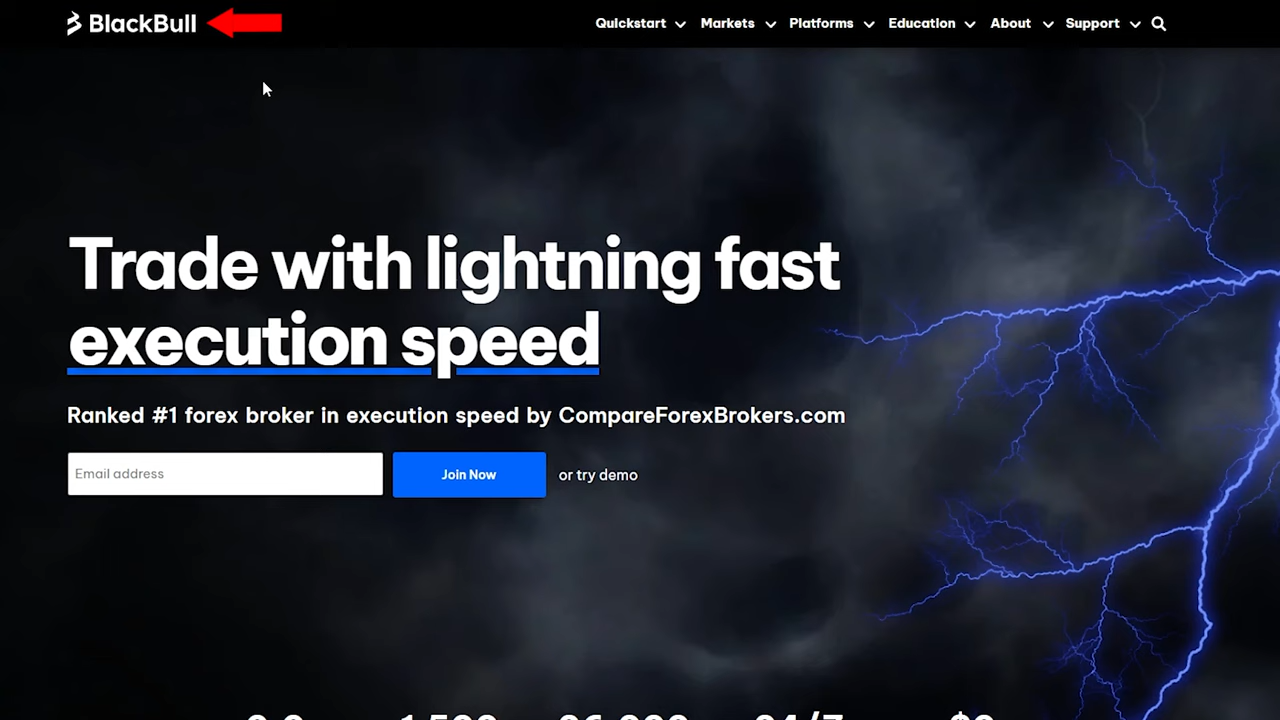 BlackBull
Quickstart Markets Platforms Education About Support
Trade with lightning fast
execution speed
Ranked #1 forex broker in execution speed by CompareForexBrokers.com
Email address Join Now or try demo